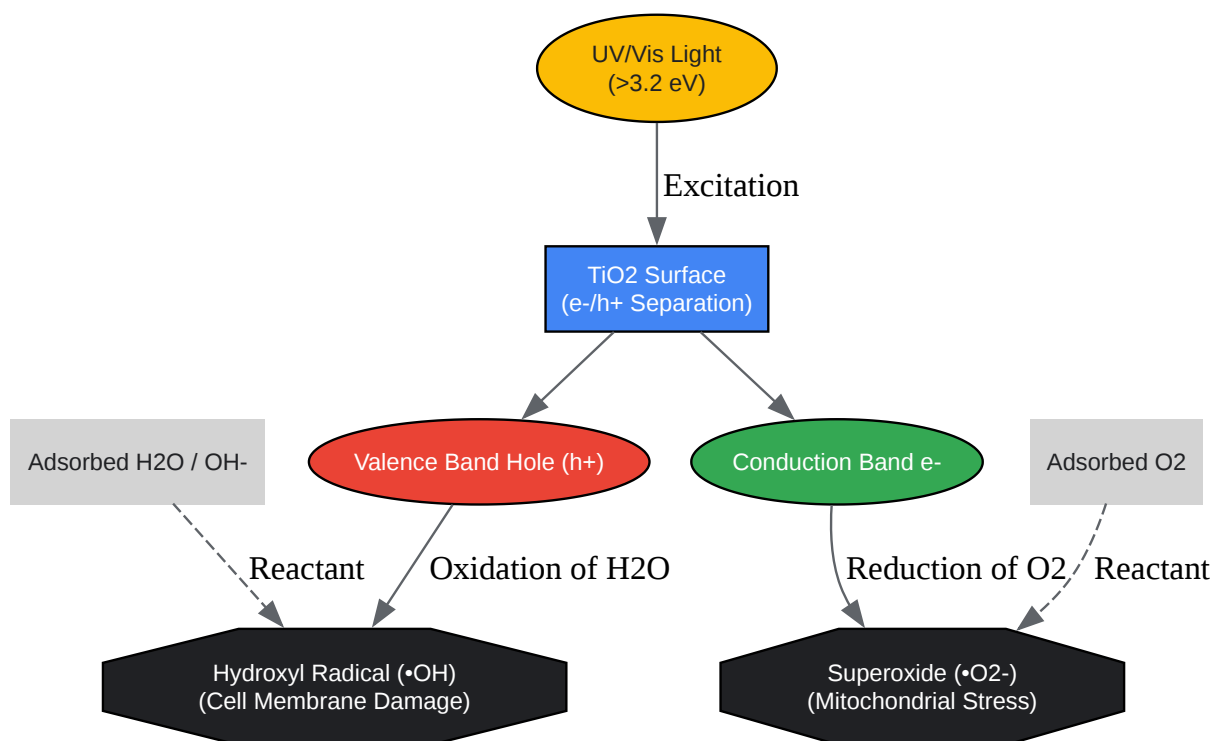 UV/Vis Light
(>3.2 eV)
Excitation
TiO2 Surface
(e-/h+ Separation)
Adsorbed H2O / OH-
Valence Band Hole (h+)
Conduction Band e-
Adsorbed O2
Reactant
Oxidation of H2O
Reduction of O2
Reactant
Hydroxyl Radical (•OH)
(Cell Membrane Damage)
Superoxide (•O2-)
(Mitochondrial Stress)